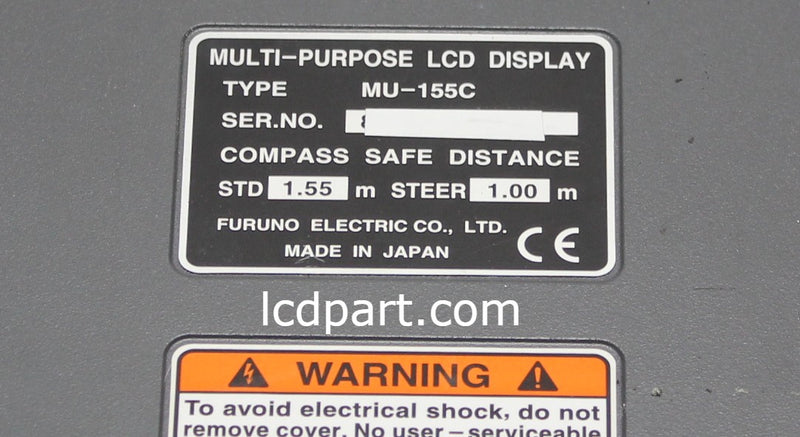 MULTI-PURPOSE LCD DISPLAY
TYPE MU-155C
SER.NO.
COMPASS SAFE DISTANCE
STD 1.55 m STEER 1.00 m
FURUNO ELECTRIC CO., LTD.
MADE IN JAPAN CE
lcdpart.com
WARNING
To avoid electrical shock, do not
remove cover. No user-serviceable